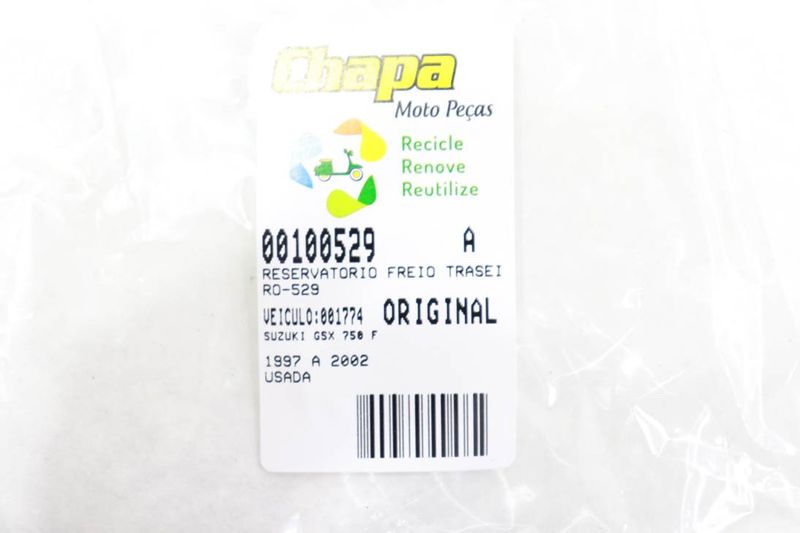 Chapa
Moto Peças
Recicle
Renove
Reutilize
00100529 A
RESERVATORIO FREIO TRASEI
RO-529
VEICULO:001774 ORIGINAL
SUZUKI GSX 750 F
1997 A 2002
USADA